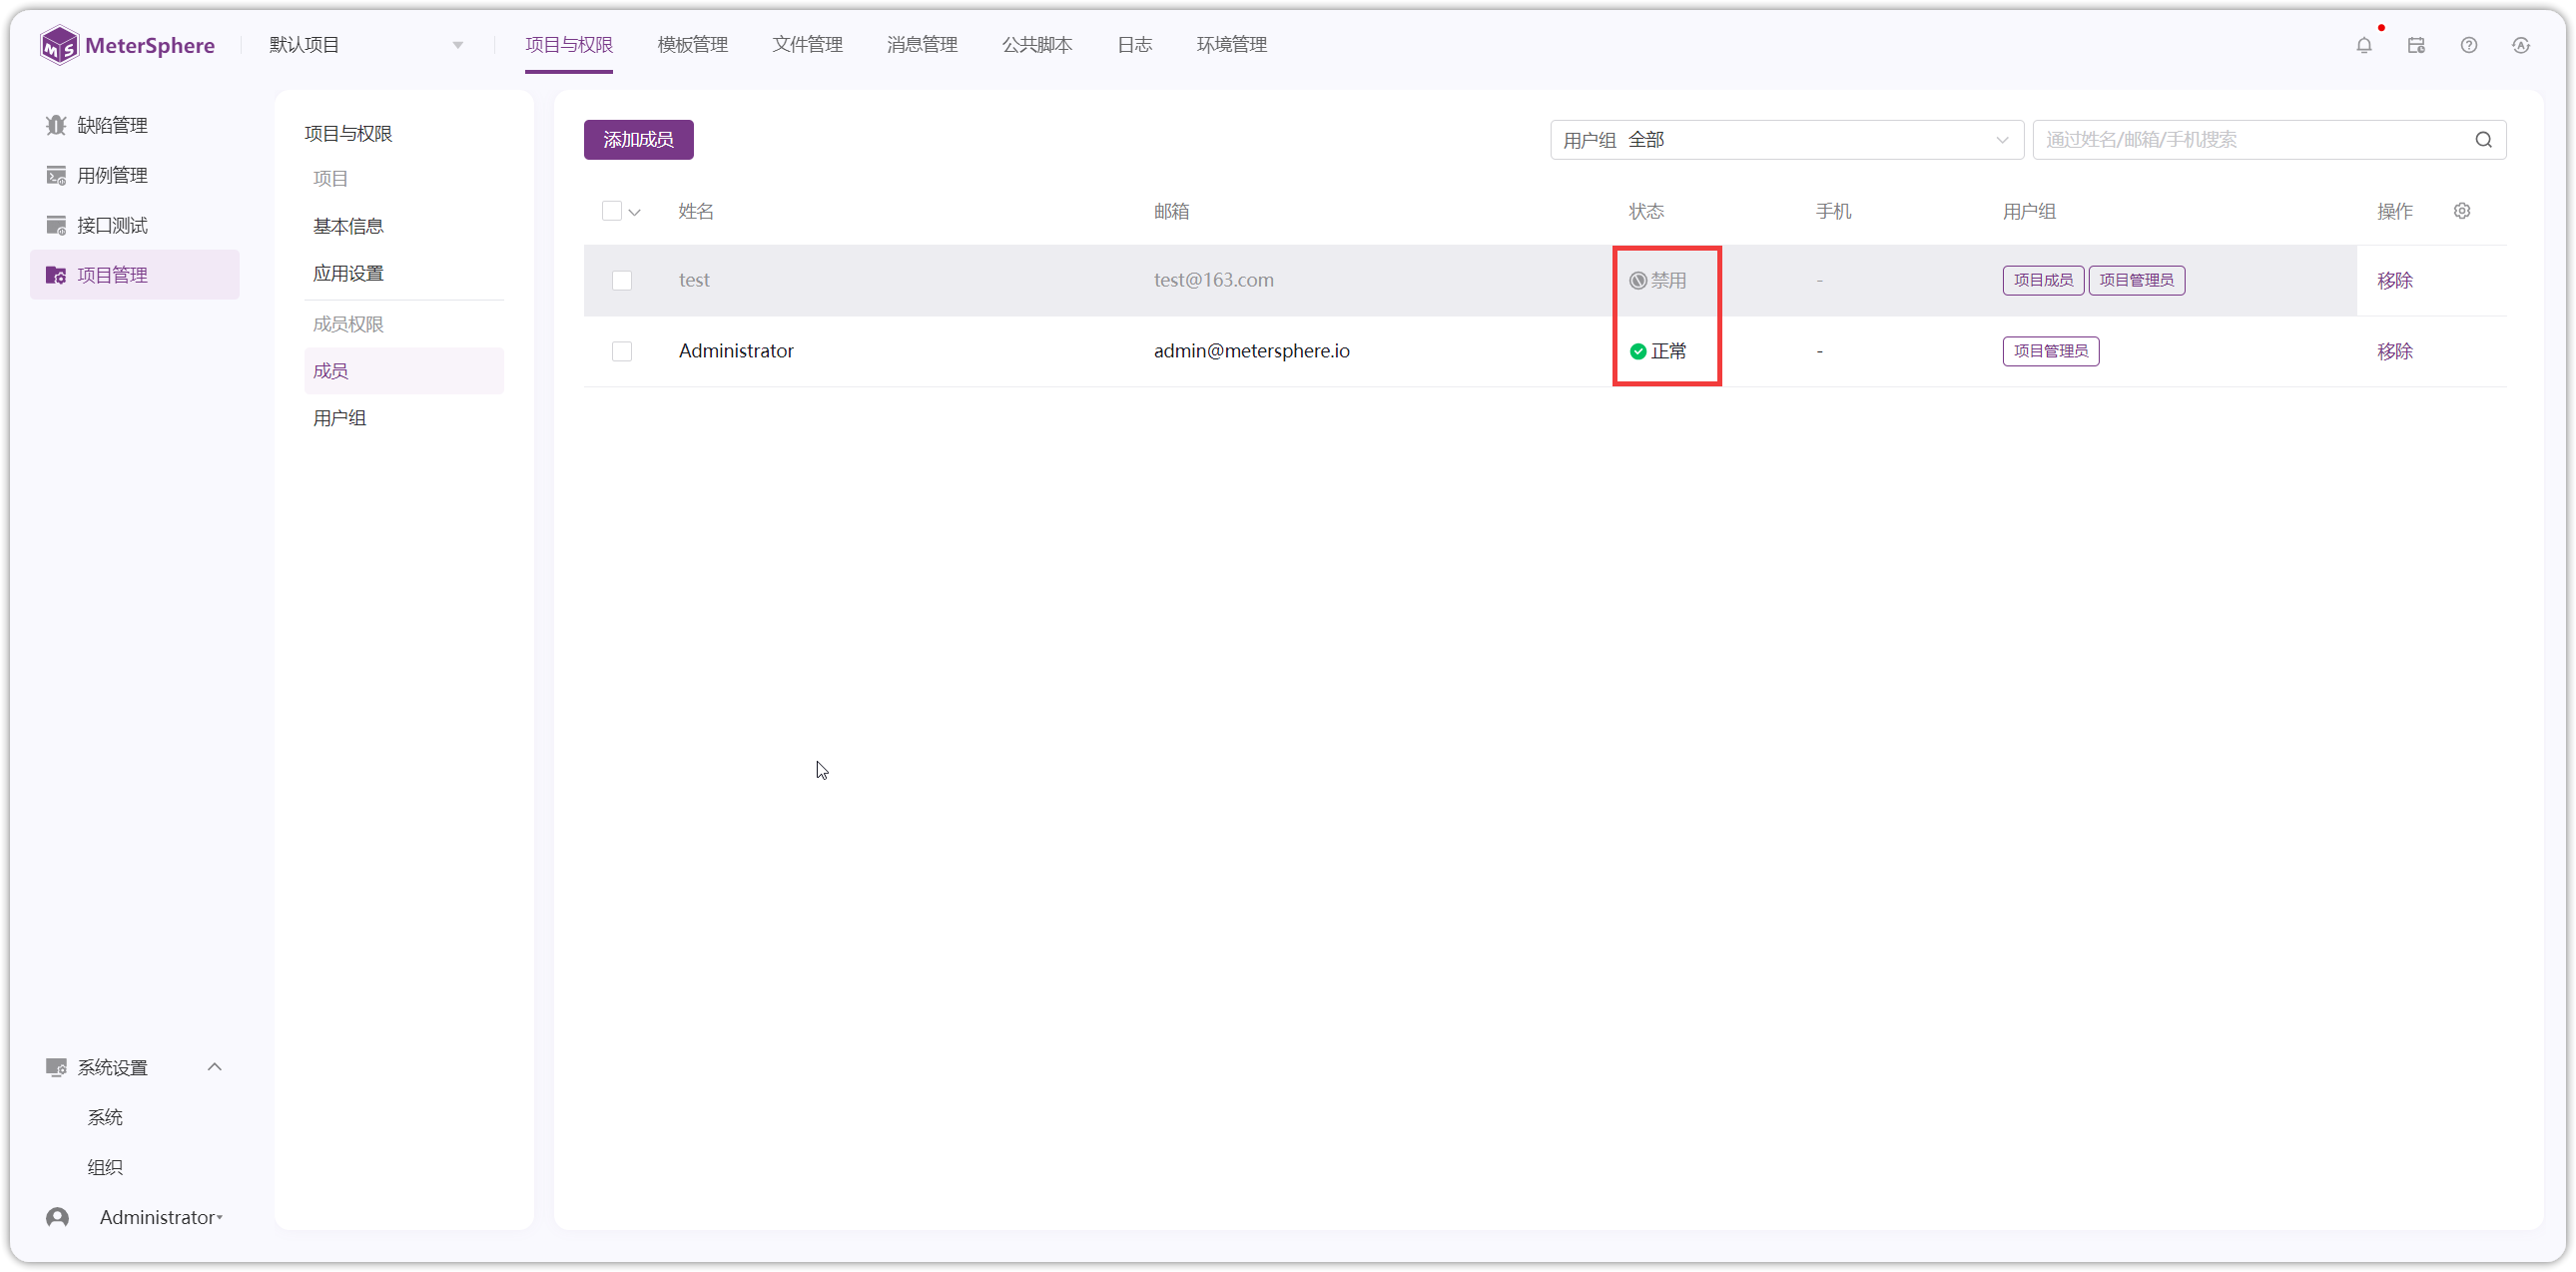 MeterSphere 默认项目 项目与权限 模板管理 文件管理 消息管理 公共脚本 日志 环境管理
缺陷管理
用例管理
接口测试
项目管理
系统设置
系统
组织
Administrator
项目与权限
项目
基本信息
应用设置
成员权限
成员
用户组
添加成员 用户组 全部 通过姓名/邮箱/手机搜索
姓名 邮箱 状态 手机 用户组 操作
test test@163.com 禁用 - 项目成员 项目管理员 移除
Administrator admin@metersphere.io 正常 - 项目管理员 移除